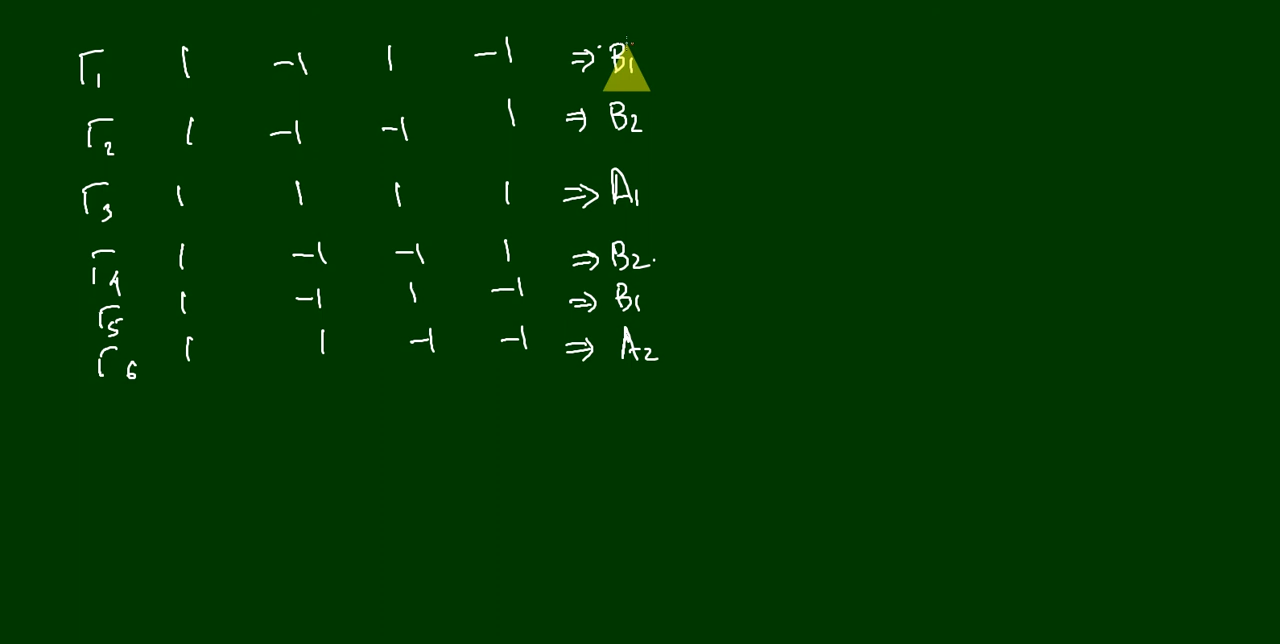 Γ₁ 1 -1 1 -1 ⇒ B₁
Γ₂ 1 -1 -1 1 ⇒ B₂
Γ₃ 1 1 1 1 ⇒ A₁
Γ₄ 1 -1 -1 1 ⇒ B₂.
Γ₅ 1 -1 1 -1 ⇒ B₁
Γ₆ 1 1 -1 -1 ⇒ A₂